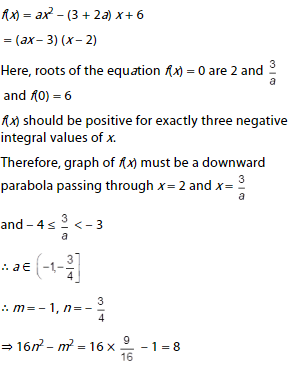 f(x) = ax² – (3 + 2a) x + 6
= (ax – 3) (x – 2)
Here, roots of the equation f(x) = 0 are 2 and 3/a
and f(0) = 6
f(x) should be positive for exactly three negative
integral values of x.
Therefore, graph of f(x) must be a downward
parabola passing through x = 2 and x = 3/a
and – 4 ≤ 3/a < – 3
∴ a ∈ (-1, -3/4]
∴ m = – 1, n = – 3/4
⇒ 16n² – m² = 16 × 9/16 – 1 = 8